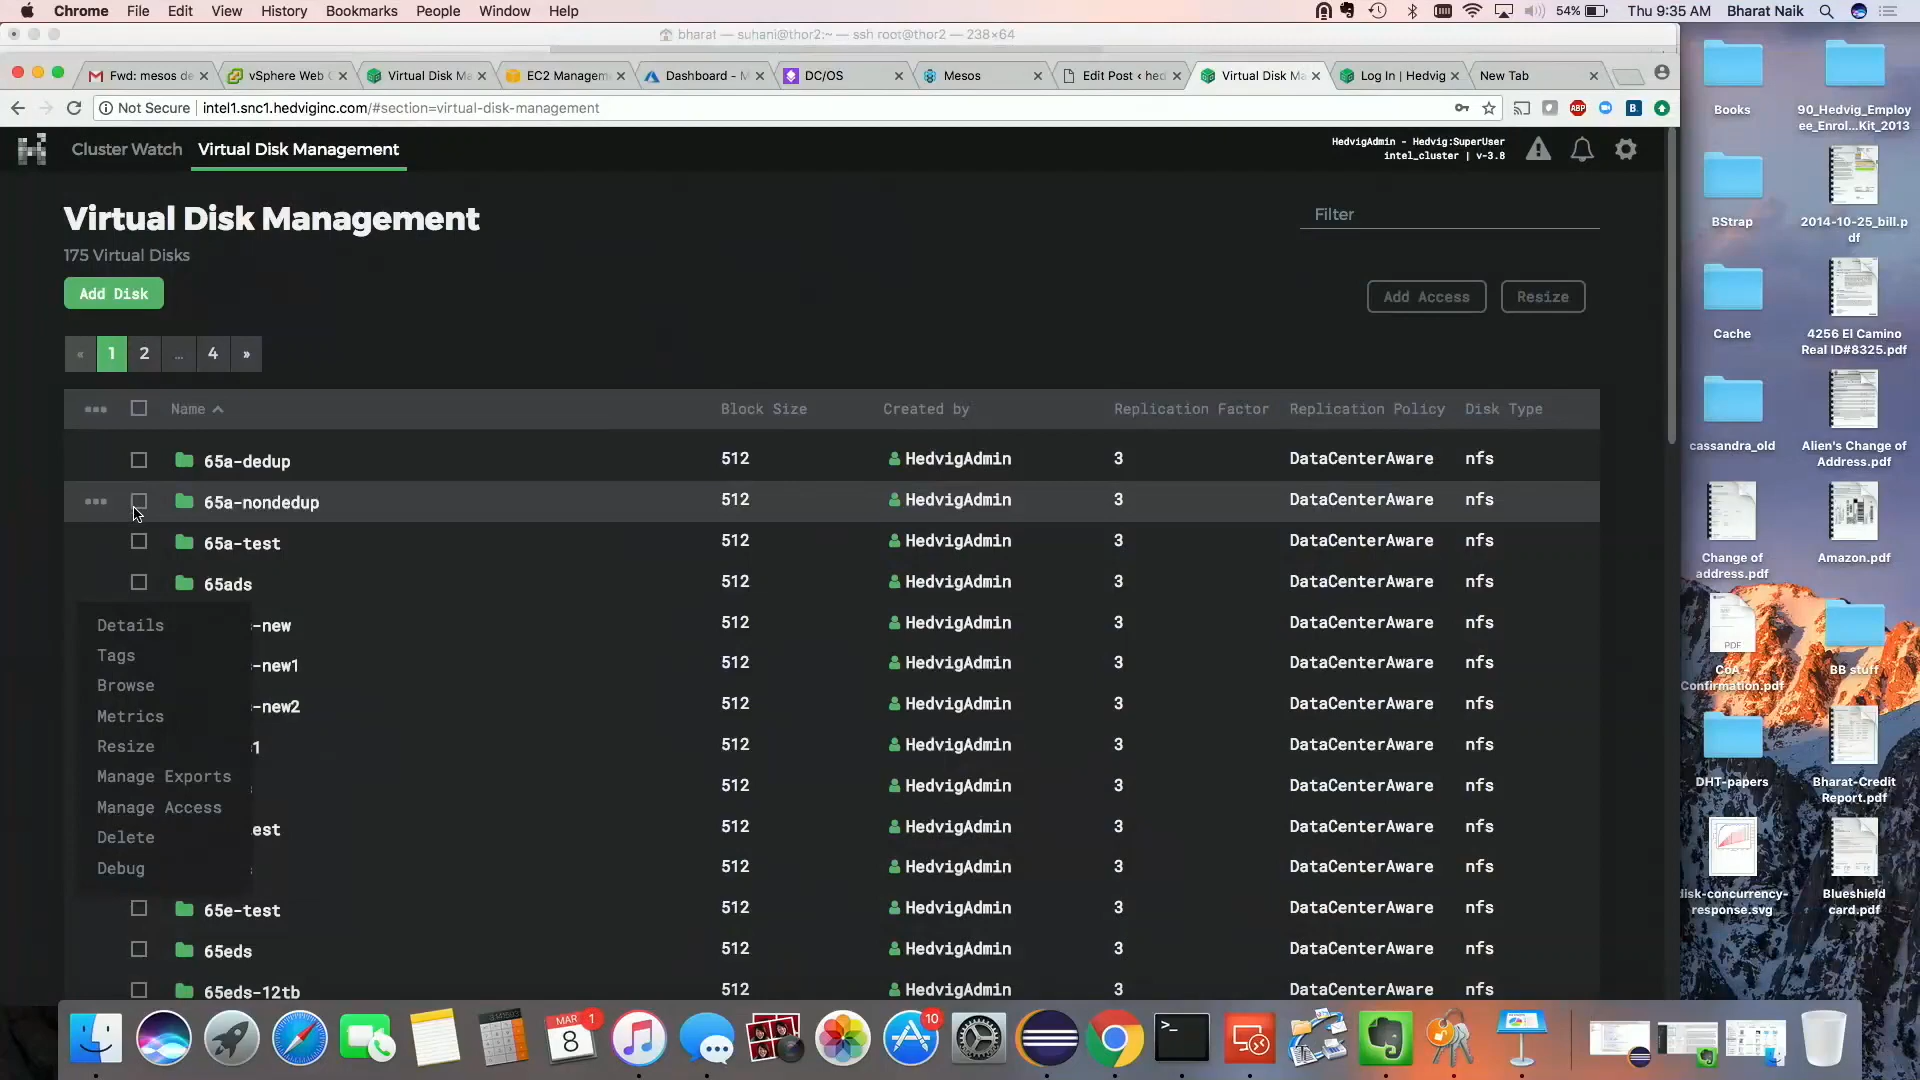 Chrome File Edit View History Bookmarks People Window Help 54% Thu 9:35 AM Bharat Naik
bharat — suhani@thor2:~ — ssh root@thor2 — 238×64
Fwd: mesos de vSphere Web C Virtual Disk Ma EC2 Managem Dashboard - M DC/OS Mesos Edit Post ‹ hed Virtual Disk Ma Log In | Hedvig New Tab
Not Secure intel1.snc1.hedviginc.com/#section=virtual-disk-management
Cluster Watch Virtual Disk Management
HedvigAdmin - Hedvig:SuperUser
intel_cluster | v-3.8
Virtual Disk Management
Filter
175 Virtual Disks
Add Disk
Add Access Resize
« 1 2 … 4 »
Name Block Size Created by Replication Factor Replication Policy Disk Type
65a-dedup 512 HedvigAdmin 3 DataCenterAware nfs
65a-nondedup 512 HedvigAdmin 3 DataCenterAware nfs
65a-test 512 HedvigAdmin 3 DataCenterAware nfs
65ads 512 HedvigAdmin 3 DataCenterAware nfs
-new 512 HedvigAdmin 3 DataCenterAware nfs
-new1 512 HedvigAdmin 3 DataCenterAware nfs
-new2 512 HedvigAdmin 3 DataCenterAware nfs
1 512 HedvigAdmin 3 DataCenterAware nfs
512 HedvigAdmin 3 DataCenterAware nfs
est 512 HedvigAdmin 3 DataCenterAware nfs
512 HedvigAdmin 3 DataCenterAware nfs
65e-test 512 HedvigAdmin 3 DataCenterAware nfs
65eds 512 HedvigAdmin 3 DataCenterAware nfs
65eds-12tb 512 HedvigAdmin 3 DataCenterAware nfs
Details
Tags
Browse
Metrics
Resize
Manage Exports
Manage Access
Delete
Debug
Books
90_Hedvig_Employ
ee_Enrol...Kit_2013
BStrap
2014-10-25_bill.p
df
Cache
4256 El Camino
Real ID#8325.pdf
cassandra_old
Alien's Change of
Address.pdf
Change of
address.pdf
Amazon.pdf
PDF
CoA -
Confirmation.pdf
BB stuff
DHT-papers
Bharat-Credit
Report.pdf
disk-concurrency-
response.svg
Blueshield
card.pdf
MAR 1
8
10